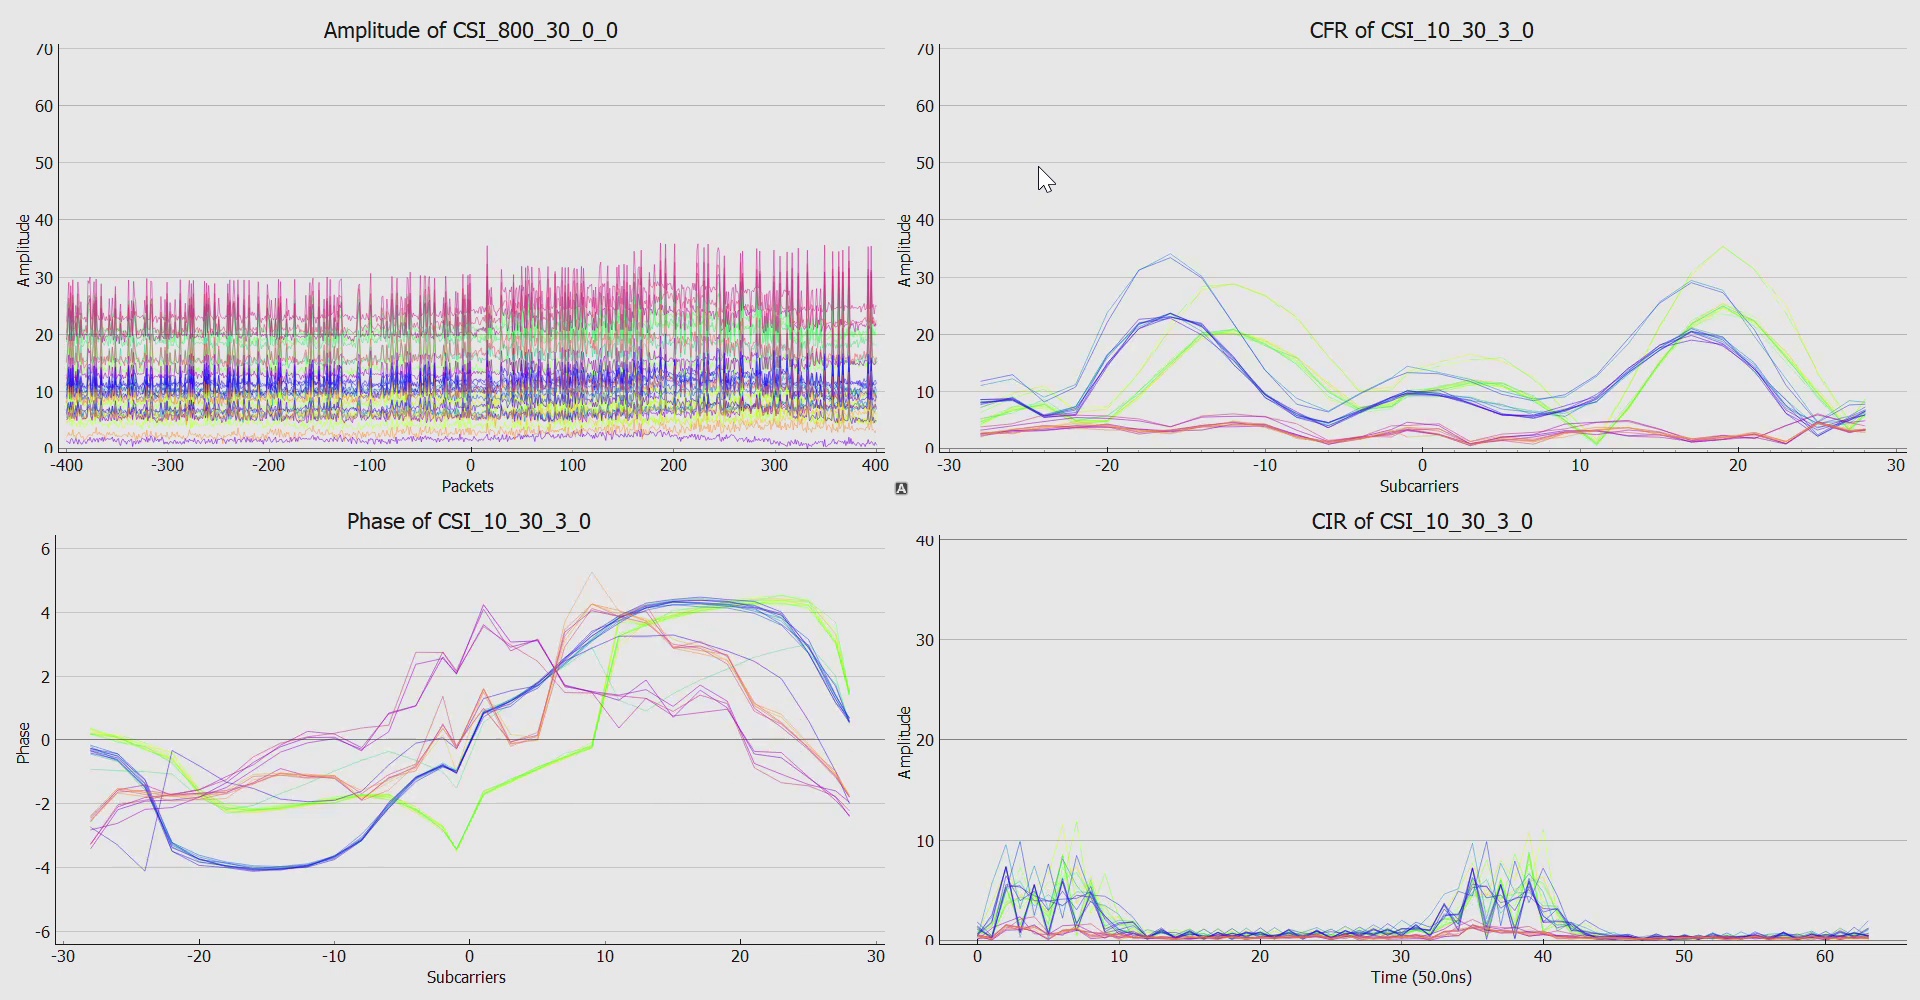 Amplitude of CSI_800_30_0_0
70
60
50
40
30
20
10
0
Amplitude
-400 -300 -200 -100 0 100 200 300 400
Packets
CFR of CSI_10_30_3_0
70
60
50
40
30
20
10
0
Amplitude
-30 -20 -10 0 10 20 30
Subcarriers
A
Phase of CSI_10_30_3_0
6
4
2
0
-2
-4
-6
Phase
-30 -20 -10 0 10 20 30
Subcarriers
CIR of CSI_10_30_3_0
40
30
20
10
0
Amplitude
0 10 20 30 40 50 60
Time (50.0ns)